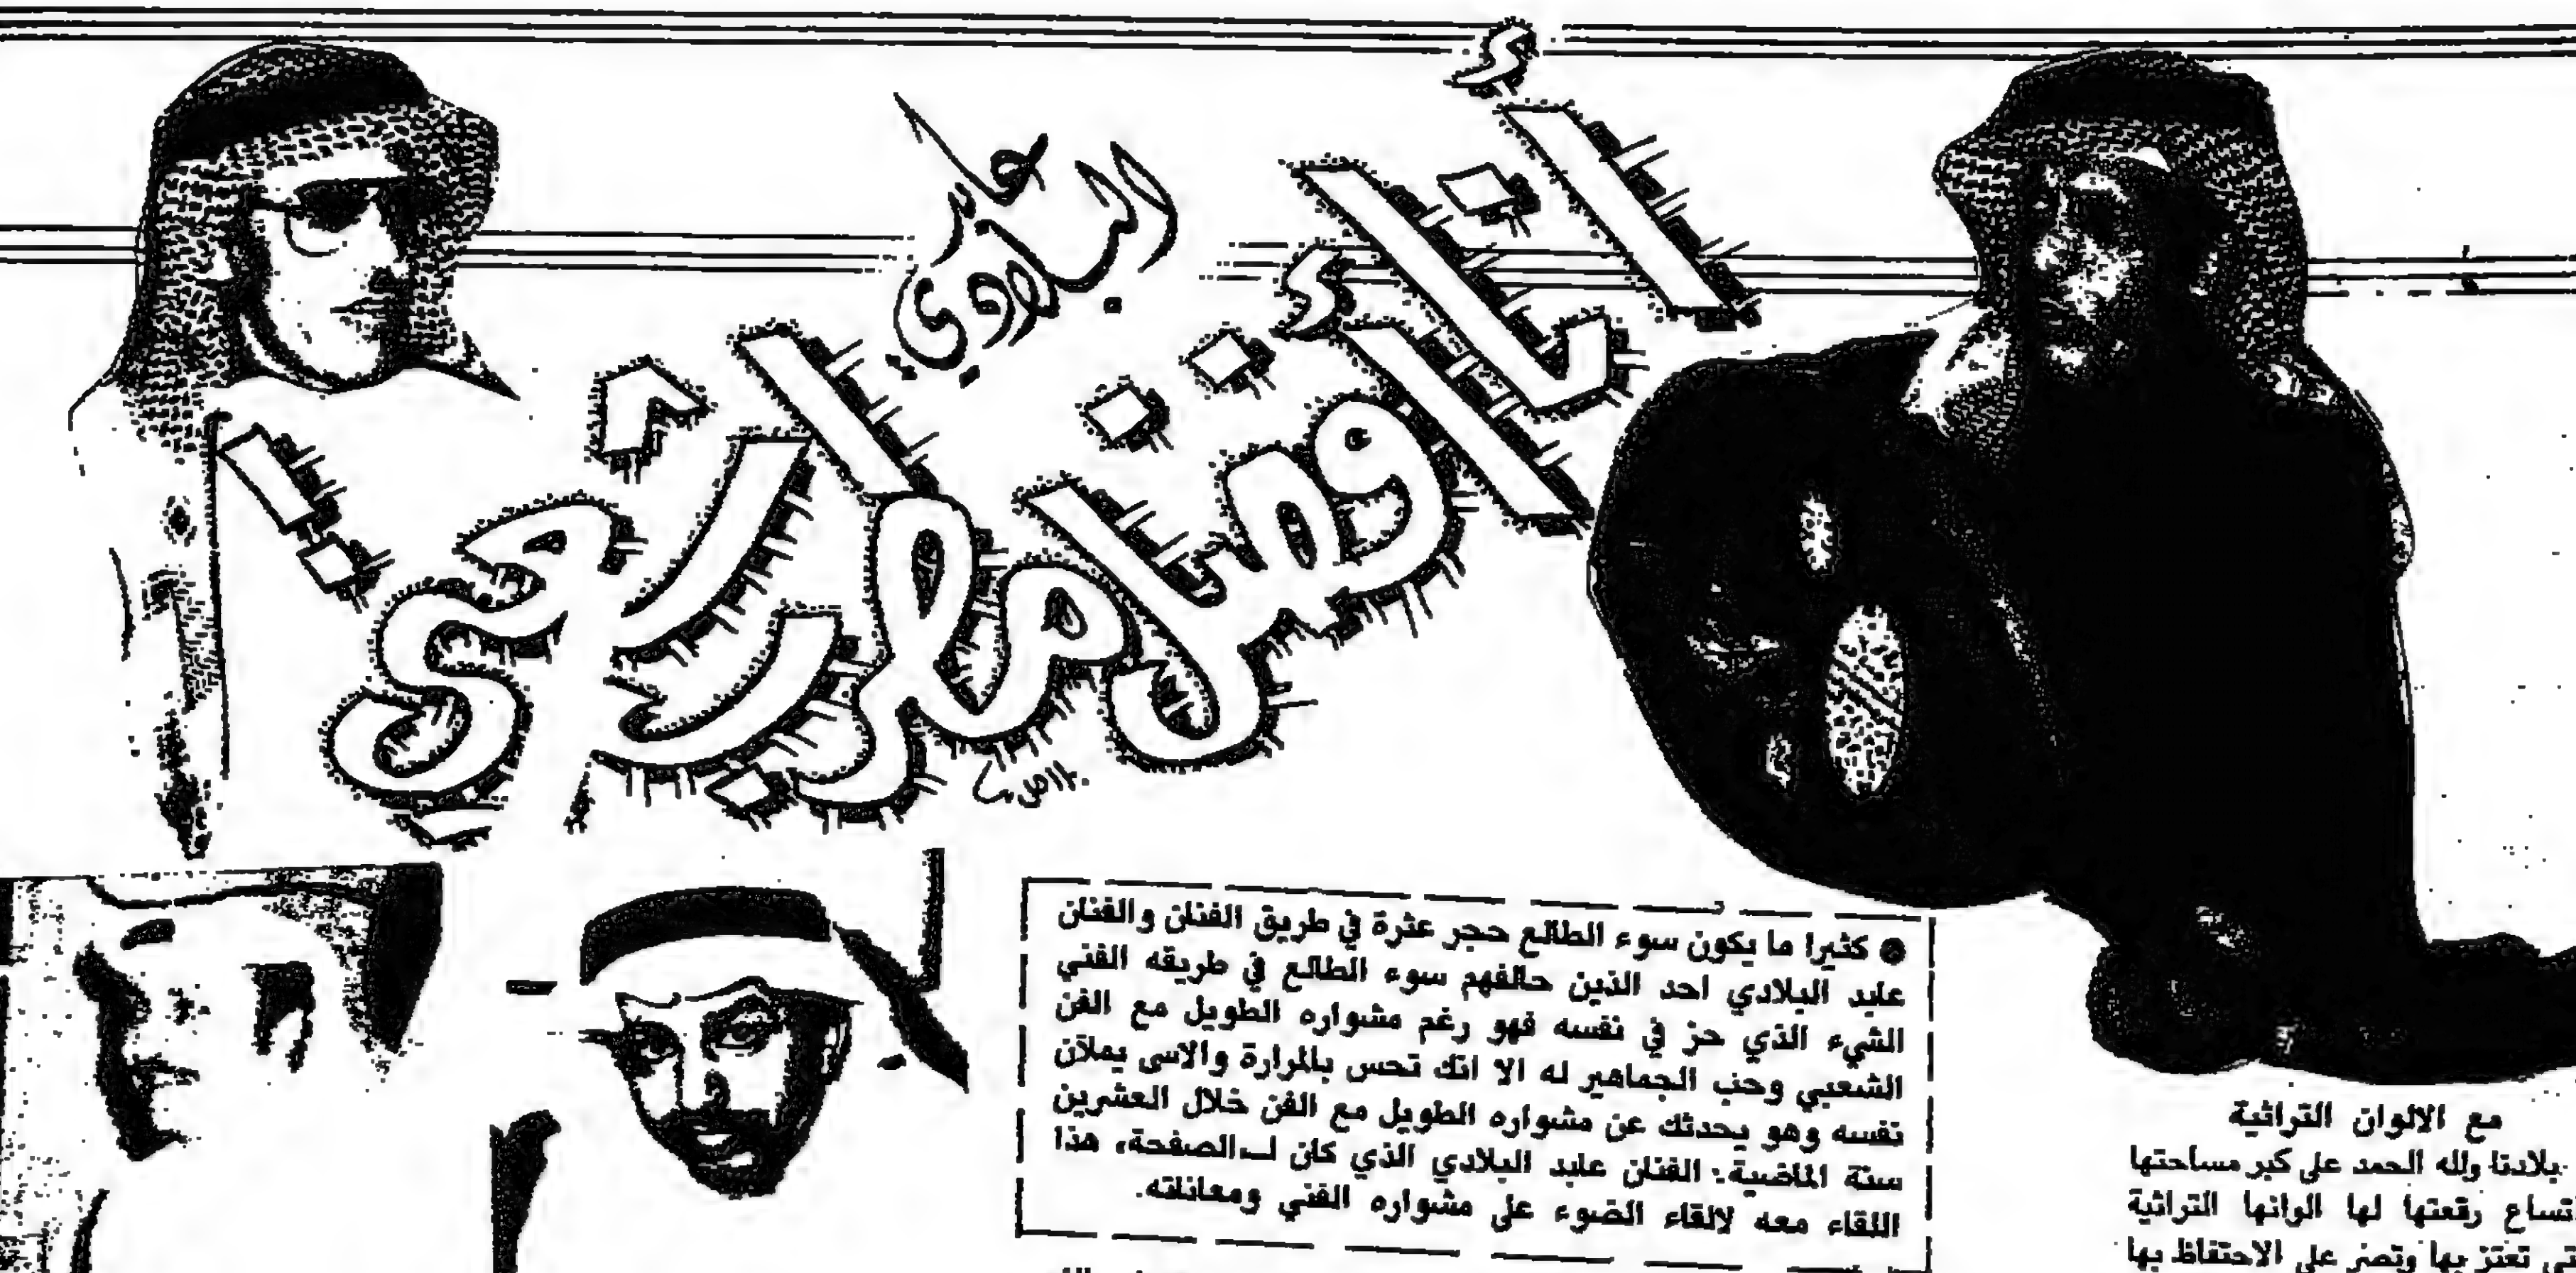 عابد
البلادي
أنا
أفضل مطرب شعبي!
● كثيرا ما يكون سوء الطالع حجر عثرة في طريق الفنان والفنان
عابد البلادي احد الذين حالفهم سوء الطالع في طريقه الفني
الشيء الذي حز في نفسه فهو رغم مشواره الطويل مع الفن
الشعبي وحب الجماهير له الا انك تحس بالمرارة والاسى يملآن
نفسه وهو يحدثك عن مشواره الطويل مع الفن خلال العشرين
سنة الماضية: الفنان عابد البلادي الذي كان لـ الصفحة، هذا
اللقاء معه لالقاء الضوء على مشواره الفني ومعاناته.
مع الالوان التراثية
بلادنا ولله الحمد على كبر مساحتها
تساع رقعتها لها الوانها التراثية
تي تعتز بها وتصر على الاحتفاظ بها